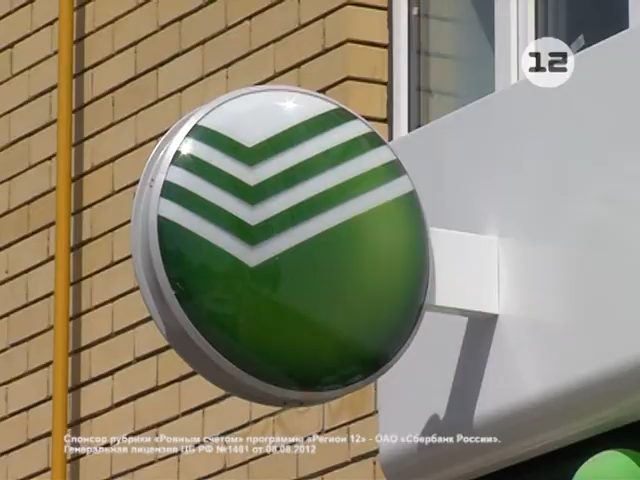 12
Спонсор рубрики «Ровным счётом» программы «Регион 12» - ОАО «Сбербанк России».
Генеральная лицензия ЦБ РФ №1481 от 08.08.2012